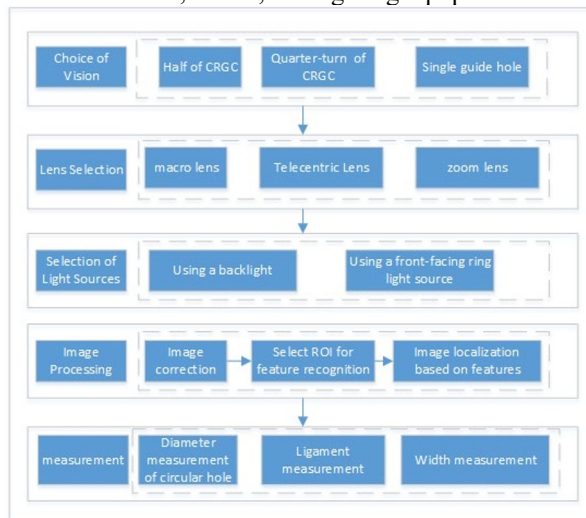 Choice of
Vision
Half of CRGC
Quarter-turn of
CRGC
Single guide hole
Lens Selection
macro lens
Telecentric Lens
zoom lens
Selection of
Light Sources
Using a backlight
Using a front-facing ring
light source
Image
Processing
Image
correction
Select ROI for
feature recognition
Image localization
based on features
measurement
Diameter
measurement
of circular hole
Ligament
measurement
Width measurement